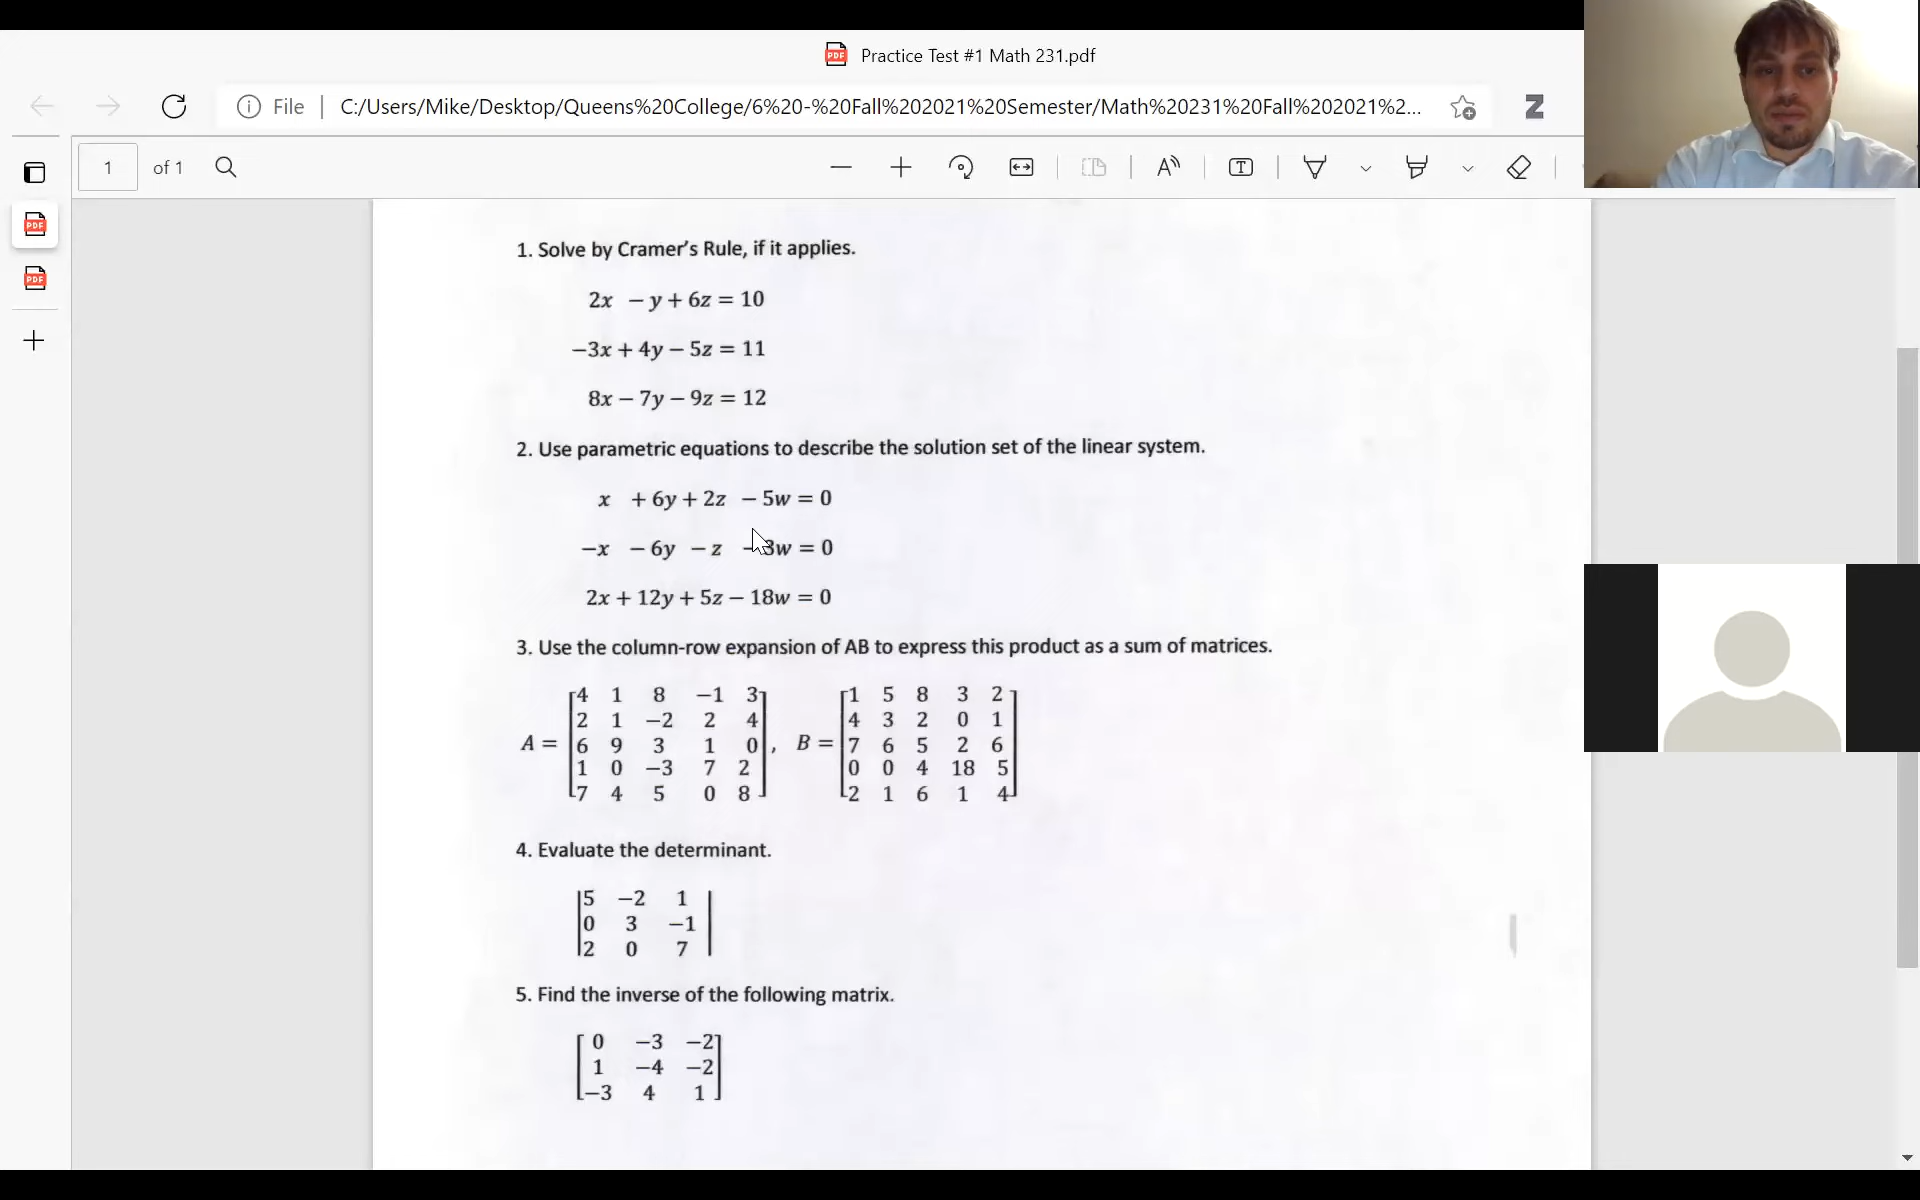 Practice Test #1 Math 231.pdf
File
C:/Users/Mike/Desktop/Queens%20College/6%20-%20Fall%202021%20Semester/Math%20231%20Fall%202021%2...
Z
1 of 1
PDF
PDF
PDF
1. Solve by Cramer's Rule, if it applies.
2x − y + 6z = 10
−3x + 4y − 5z = 11
8x − 7y − 9z = 12
2. Use parametric equations to describe the solution set of the linear system.
x + 6y + 2z − 5w = 0
−x − 6y − z − 3w = 0
2x + 12y + 5z − 18w = 0
3. Use the column-row expansion of AB to express this product as a sum of matrices.
4 1 8 −1 3 1 5 8 3 2
2 1 −2 2 4 4 3 2 0 1
A = 6 9 3 1 0 , B = 7 6 5 2 6
1 0 −3 7 2 0 0 4 18 5
7 4 5 0 8 2 1 6 1 4
4. Evaluate the determinant.
5 −2 1
0 3 −1
2 0 7
5. Find the inverse of the following matrix.
0 −3 −2
1 −4 −2
−3 4 1